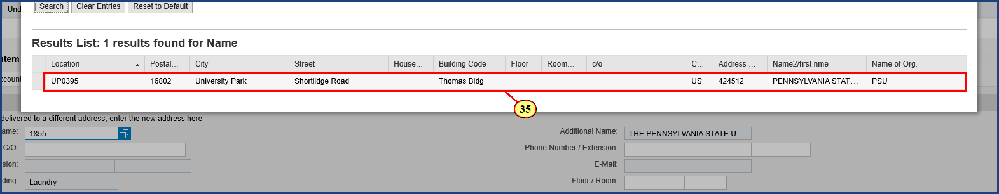 Und Search Clear Entries Reset to Default
Results List: 1 results found for Name
item
Location Postal... City Street House... Building Code Floor Room... c/o C... Address ... Name2/first nme Name of Org.
ccount UP0395 16802 University Park Shortlidge Road Thomas Bldg US 424512 PENNSYLVANIA STAT... PSU
35
delivered to a different address, enter the new address here
ame: 1855 Additional Name: THE PENNSYLVANIA STATE U...
C/O: Phone Number / Extension:
sion: E-Mail:
ding: Laundry Floor / Room: